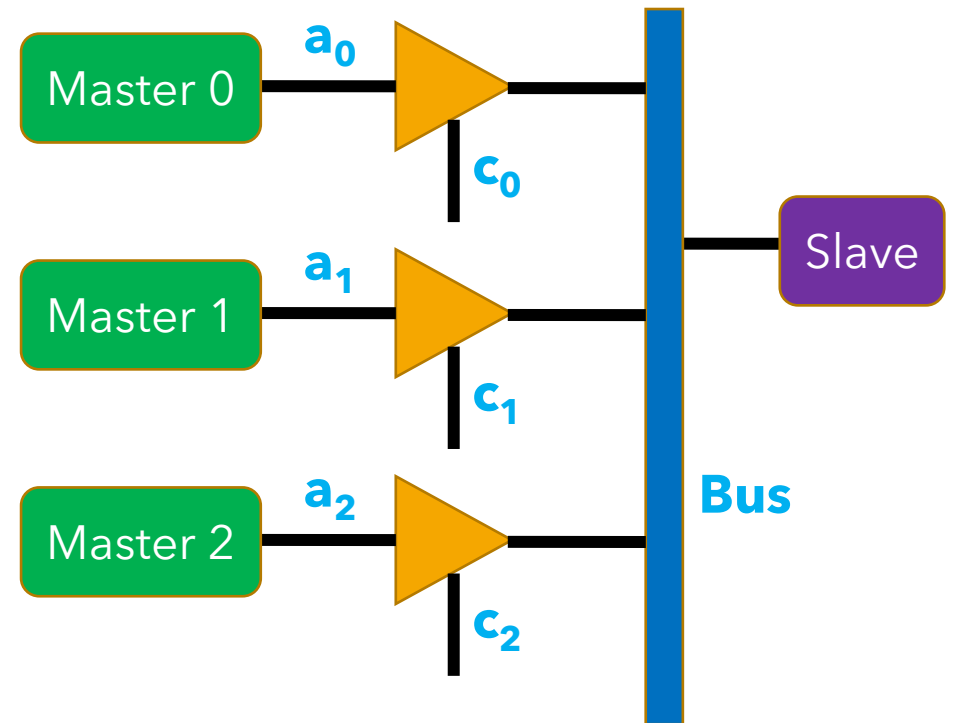 a₀
Master 0
c₀
Slave
a₁
Master 1
c₁
a₂
Bus
Master 2
c₂